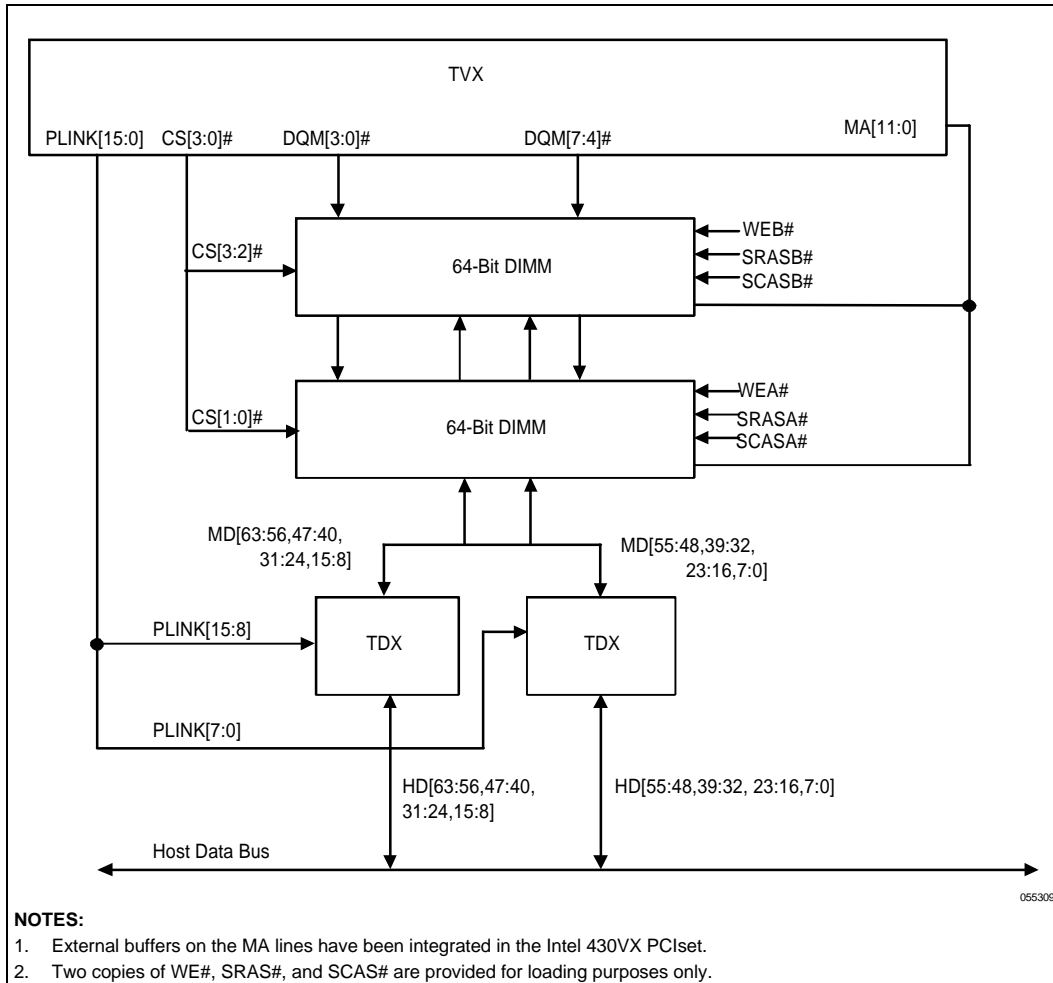 TVX
PLINK[15:0] CS[3:0]# DQM[3:0]# DQM[7:4]# MA[11:0]
WEB#
CS[3:2]#
64-Bit DIMM
SRASB#
SCASB#
WEA#
CS[1:0]#
64-Bit DIMM
SRASA#
SCASA#
MD[63:56,47:40,
31:24,15:8]
MD[55:48,39:32,
23:16,7:0]
PLINK[15:8]
TDX
TDX
PLINK[7:0]
HD[63:56,47:40,
31:24,15:8]
HD[55:48,39:32, 23:16,7:0]
Host Data Bus
055309
NOTES:
1. External buffers on the MA lines have been integrated in the Intel 430VX PCIset.
2. Two copies of WE#, SRAS#, and SCAS# are provided for loading purposes only.